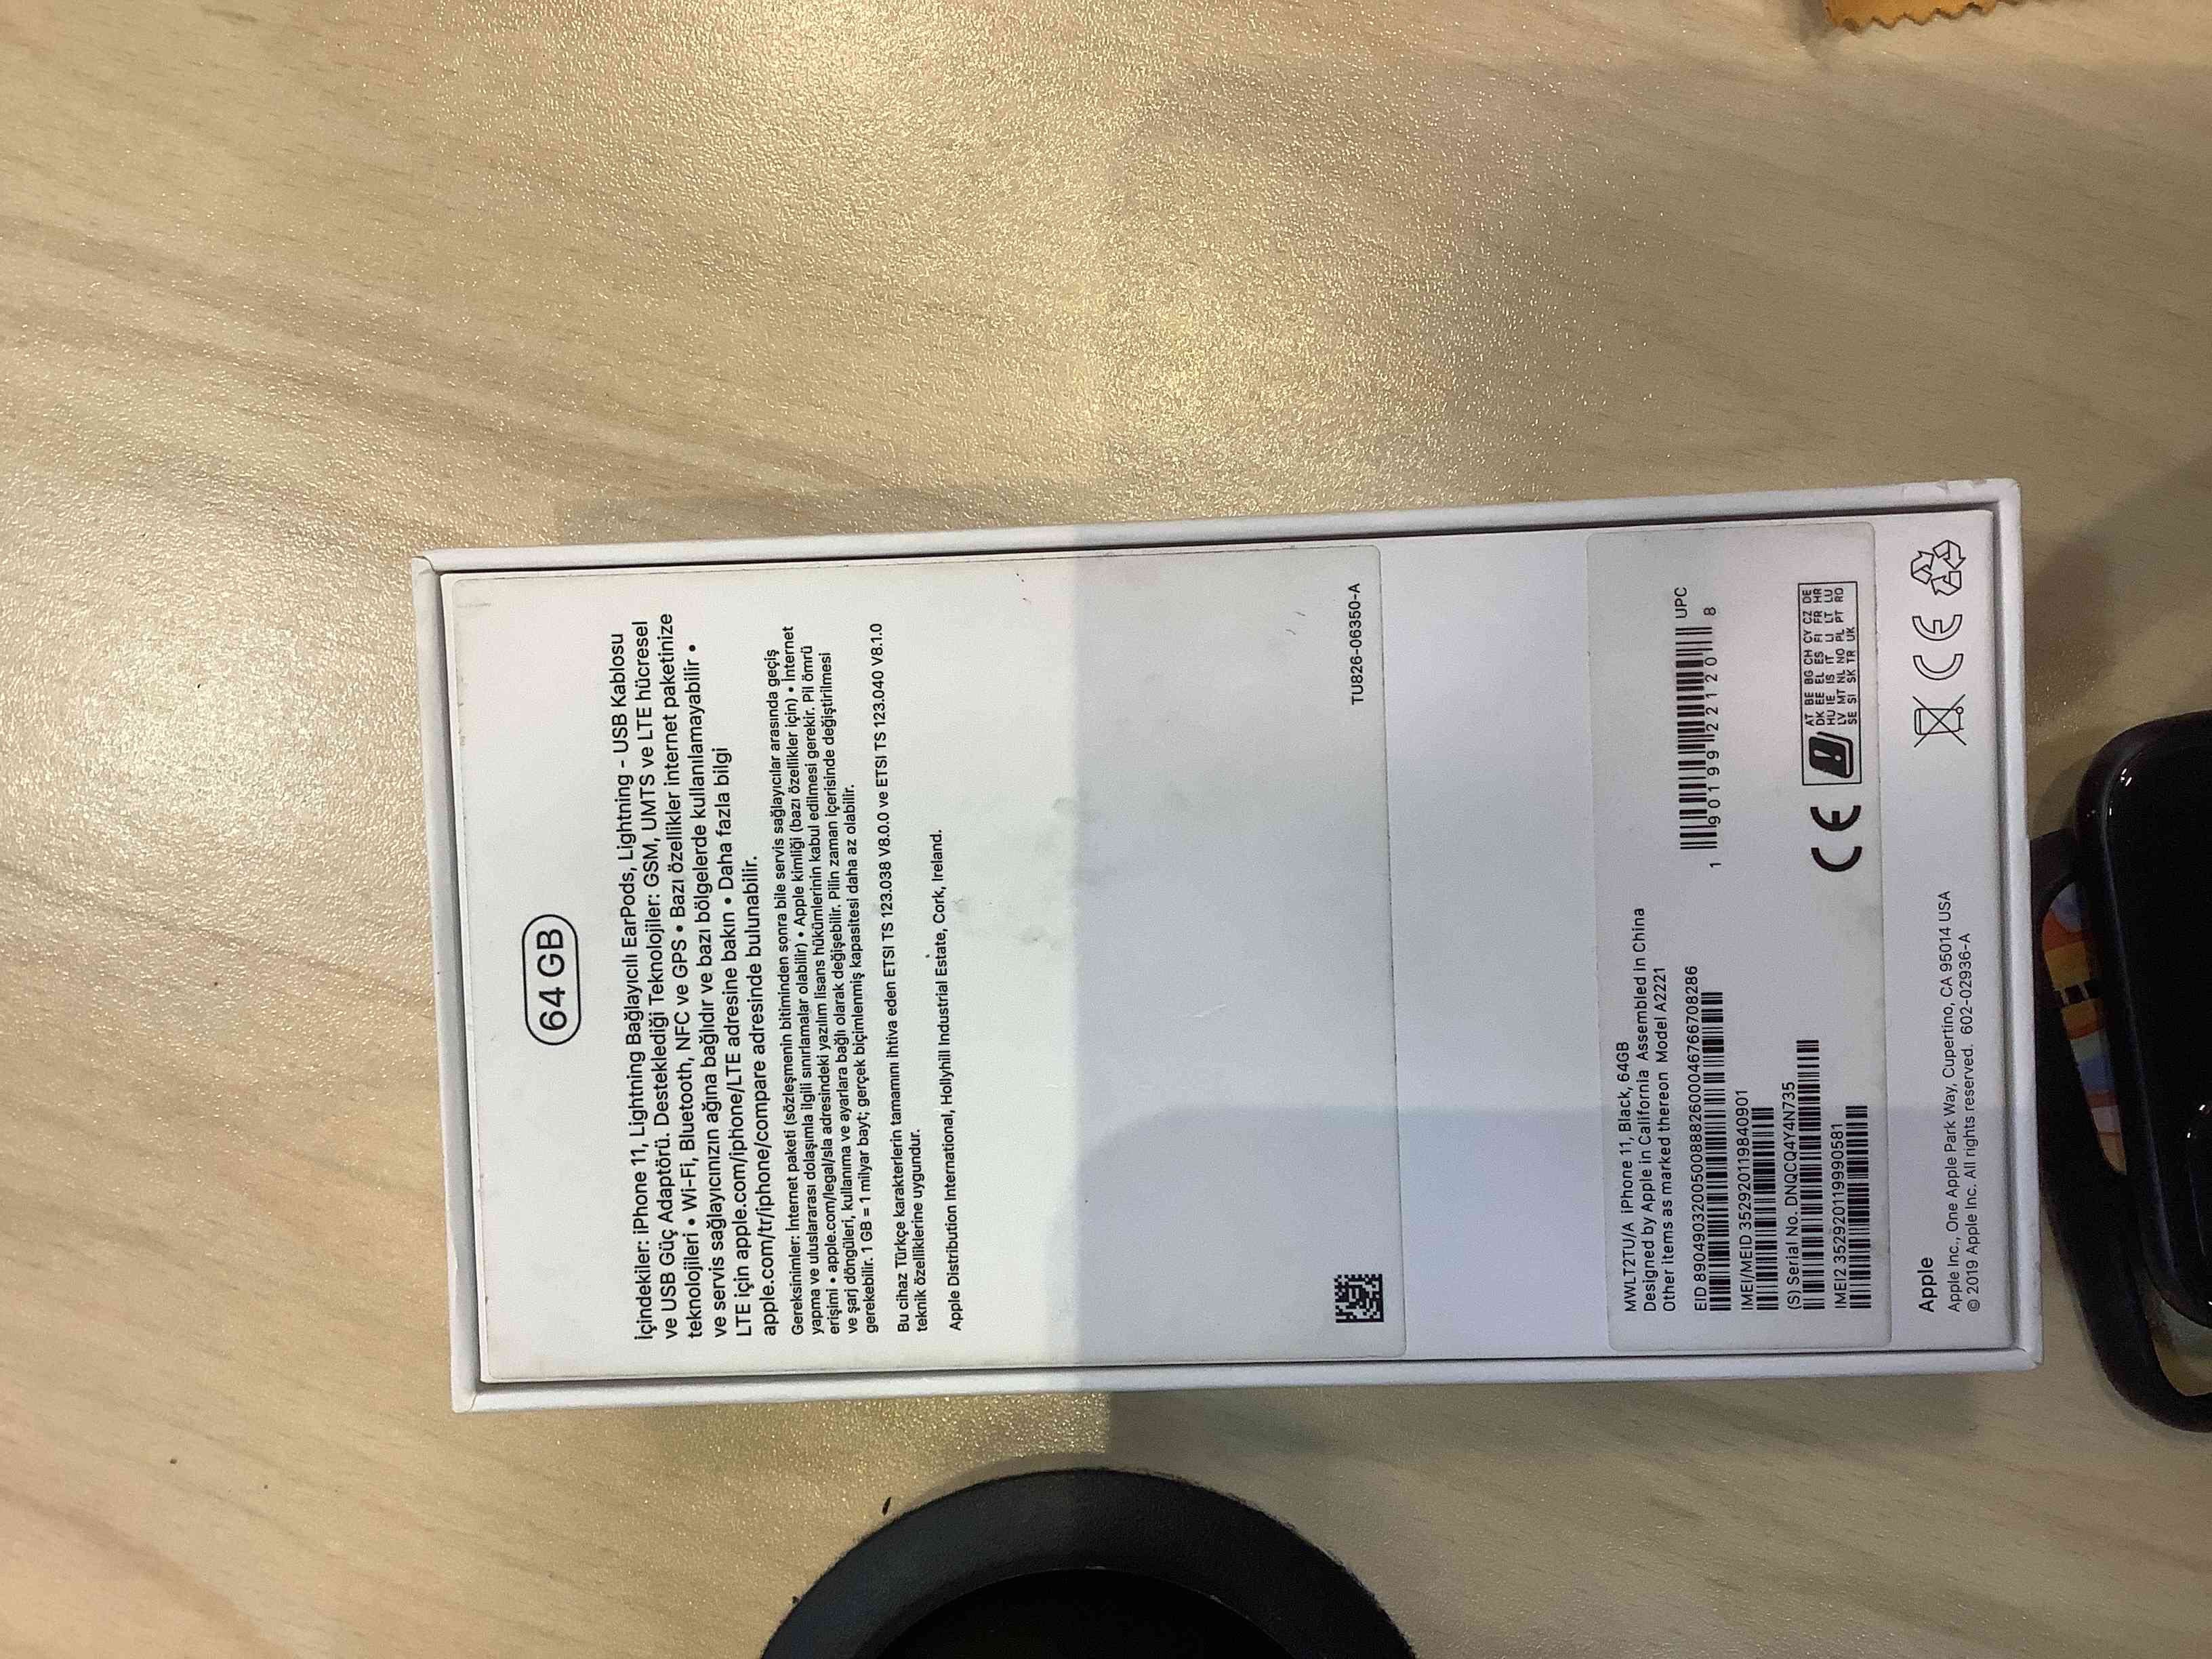 64 GB
İçindekiler: iPhone 11, Lightning Bağlayıcılı EarPods, Lightning - USB Kablosu
ve USB Güç Adaptörü. Desteklediği Teknolojiler: GSM, UMTS ve LTE hücresel
teknolojileri • Wi-Fi, Bluetooth, NFC ve GPS • Bazı özellikler internet paketinize
ve servis sağlayıcınızın ağına bağlıdır ve bazı bölgelerde kullanılamayabilir •
LTE için apple.com/iphone/LTE adresine bakın • Daha fazla bilgi
apple.com/tr/iphone/compare adresinde bulunabilir.
Gereksinimler: İnternet paketi (sözleşmenin bitiminden sonra bile servis sağlayıcılar arasında geçiş
yapma ve uluslararası dolaşımla ilgili sınırlamalar olabilir) • Apple kimliği (bazı özellikler için) • İnternet
erişimi • apple.com/legal/sla adresindeki yazılım lisans hükümlerinin kabul edilmesi gerekir. Pil ömrü
ve şarj döngüleri, kullanıma ve ayarlara bağlı olarak değişebilir. Pilin zaman içerisinde değiştirilmesi
gerekebilir. 1 GB = 1 milyar bayt; gerçek biçimlenmiş kapasitesi daha az olabilir.
Bu cihaz Türkçe karakterlerin tamamını ihtiva eden ETSI TS 123.038 V8.0.0 ve ETSI TS 123.040 V8.1.0
teknik özelliklerine uygundur.
Apple Distribution International, Hollyhill Industrial Estate, Cork, Ireland.
TU826-06350-A
MWLT2TU/A iPhone 11, Black, 64GB
Designed by Apple in California Assembled in China
Other items as marked thereon Model A2221
EID 89049032005008882600046766708286
IMEI/MEID 352920119840901
(S) Serial No. DNQCQ4Y4N735
IMEI2 352920119990581
UPC
1 90199 22120 8
CE
AT BE BG CH CY CZ DE
DK EE EL ES FI FR HR
HU IE IS IT LI LT LU
LV MT NL NO PL PT RO
SE SI SK TR UK
Apple
Apple Inc., One Apple Park Way, Cupertino, CA 95014 USA
© 2019 Apple Inc. All rights reserved. 602-02936-A
CE